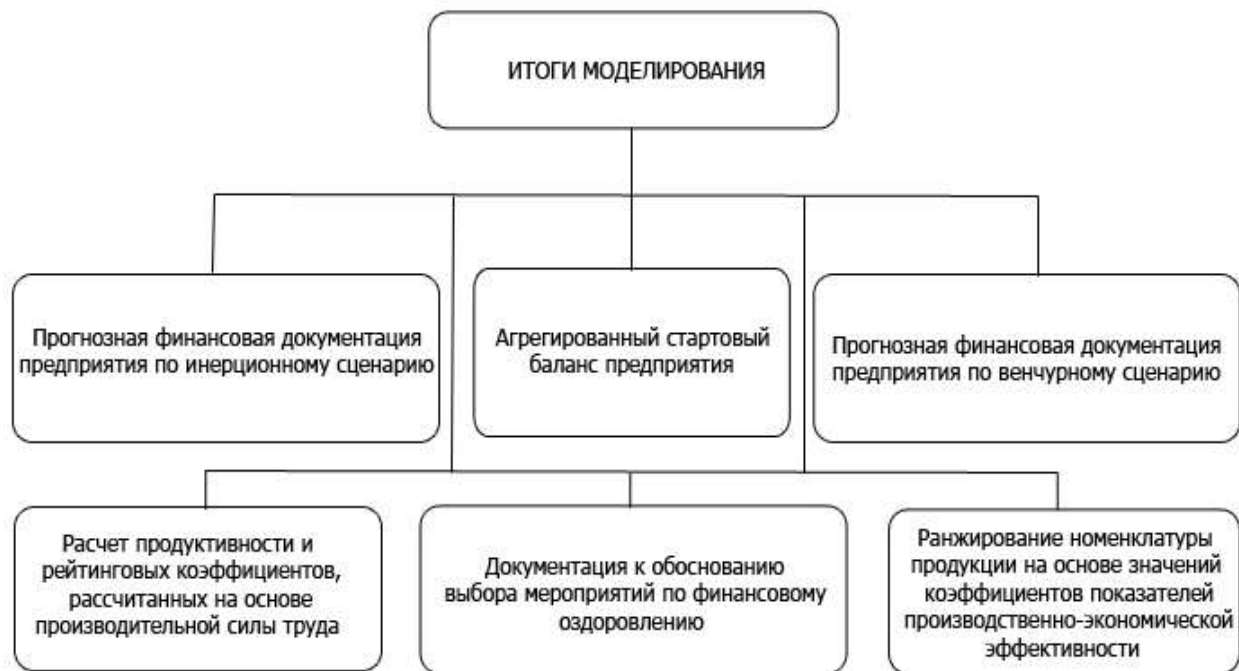 ИТОГИ МОДЕЛИРОВАНИЯ
Прогнозная финансовая документация
предприятия по инерционному сценарию
Агрегированный стартовый
баланс предприятия
Прогнозная финансовая документация
предприятия по венчурному сценарию
Расчет продуктивности и
рейтинговых коэффициентов,
рассчитанных на основе
производительной силы труда
Документация к обоснованию
выбора мероприятий по финансовому
оздоровлению
Ранжирование номенклатуры
продукции на основе значений
коэффициентов показателей
производственно-экономической
эффективности